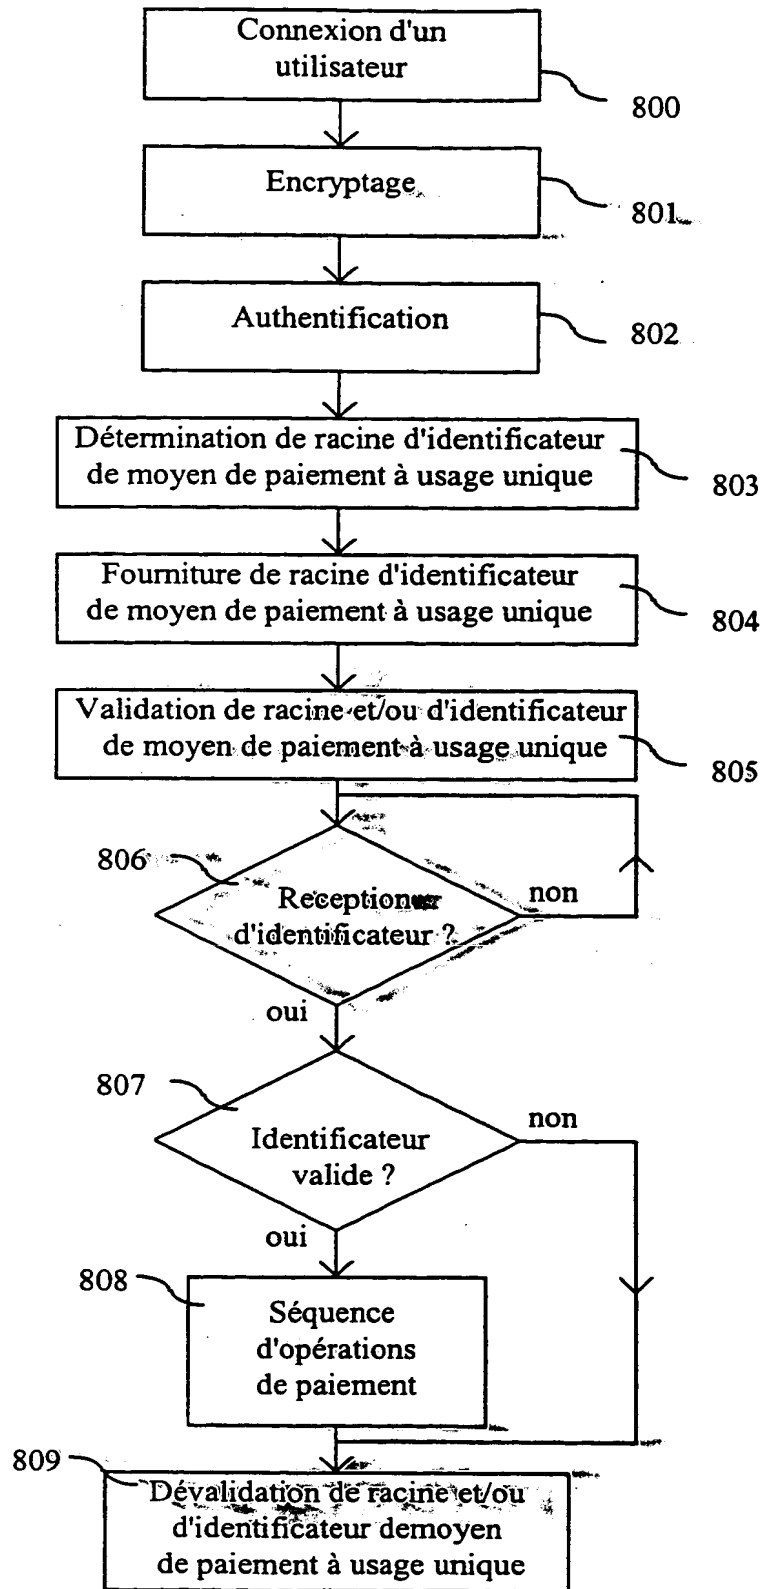 Connexion d'un
utilisateur
800
Encryptage
801
Authentification
802
Détermination de racine d'identificateur
de moyen de paiement à usage unique
803
Fourniture de racine d'identificateur
de moyen de paiement à usage unique
804
Validation de racine et/ou d'identificateur
de moyen de paiement à usage unique
805
806
non
d'identificateur ?
oui
807
non
Identificateur
valide ?
oui
808
Séquence
d'opérations
de paiement
809
Dévalidation de racine et/ou
d'identificateur demoyen
de paiement à usage unique